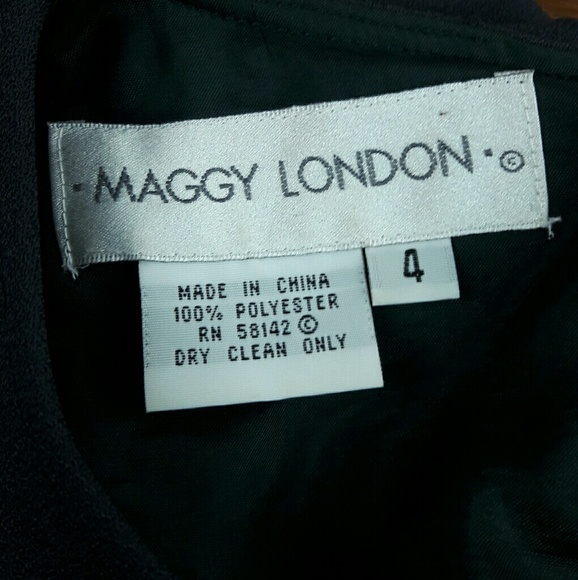 · MAGGY LONDON · ©
4
MADE IN CHINA
100% POLYESTER
RN 58142 ©
DRY CLEAN ONLY